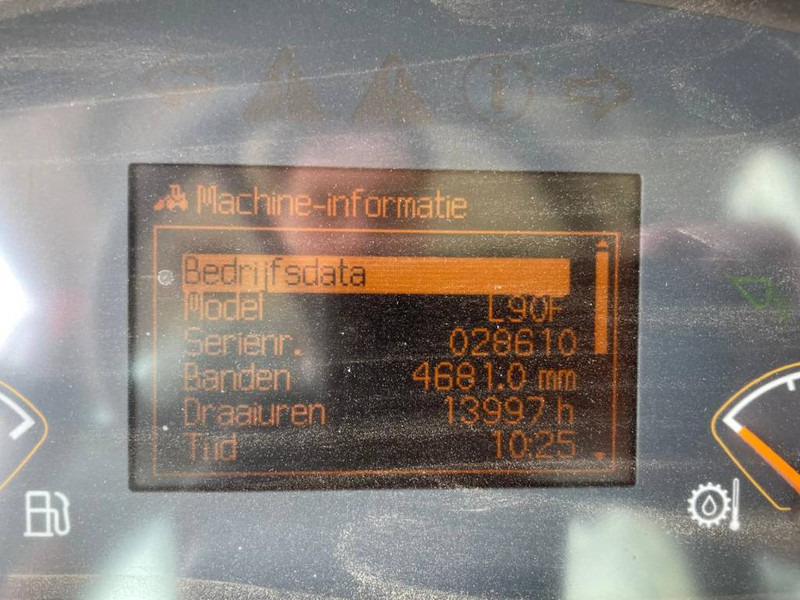 Machine-informatie
Bedrijfsdata
Model L90F
Serienr. 028610
Banden 4681.0 mm
Draaiuren 13997 h
Tijd 10:25